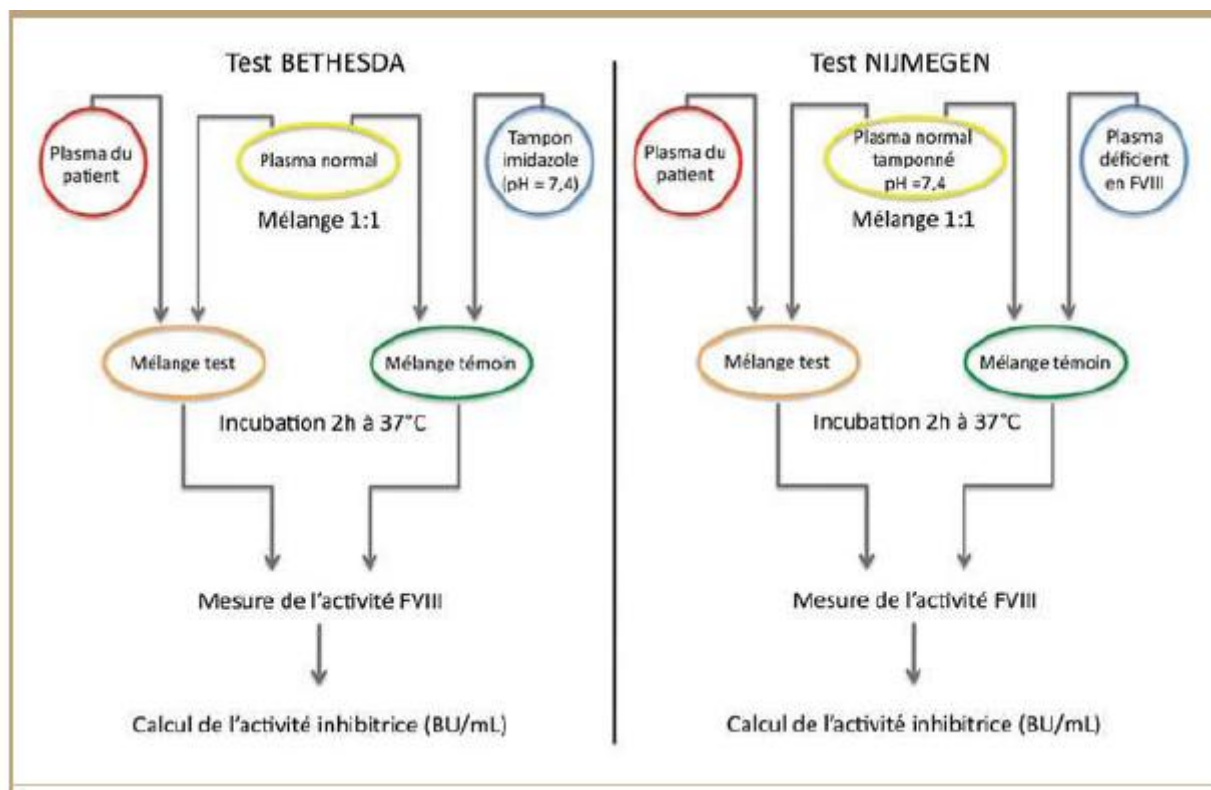 Test BETHESDA
Plasma du
patient
Plasma normal
Tampon
imidazole
(pH = 7,4)
Mélange 1:1
Mélange test
Mélange témoin
Incubation 2h à 37°C
Mesure de l'activité FVIII
Calcul de l'activité inhibitrice (BU/mL)
Test NIJMEGEN
Plasma du
patient
Plasma normal
tamponné
pH =7,4
Plasma
déficient
en FVIII
Mélange 1:1
Mélange test
Mélange témoin
Incubation 2h à 37°C
Mesure de l'activité FVIII
Calcul de l'activité inhibitrice (BU/mL)